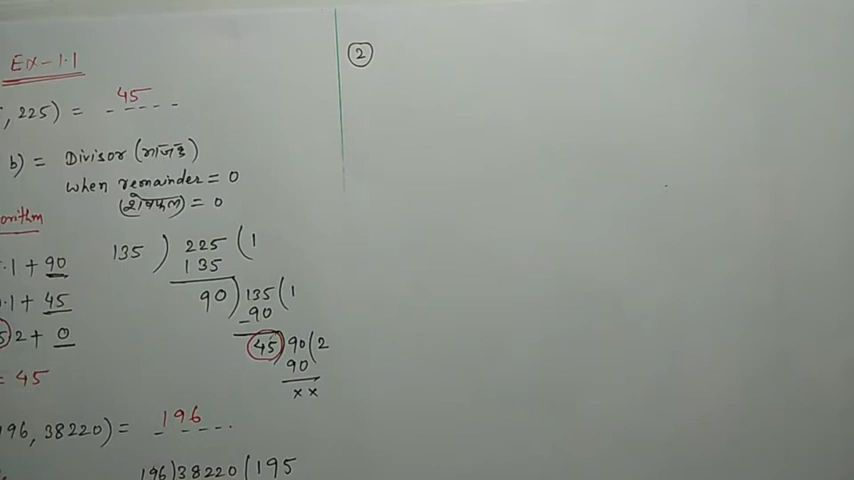 Ex-1.1
, 225) = 45
b) = Divisor (भाजक)
when remainder = 0
(शेषफल) = 0
orithm
.1 + 90
.1 + 45
2 + 0
= 45
135 ) 225 ( 1
135
90 ) 135 ( 1
-90
45 ) 90 ( 2
90
x x
196, 38220) = 196
196) 38220 ( 195
2